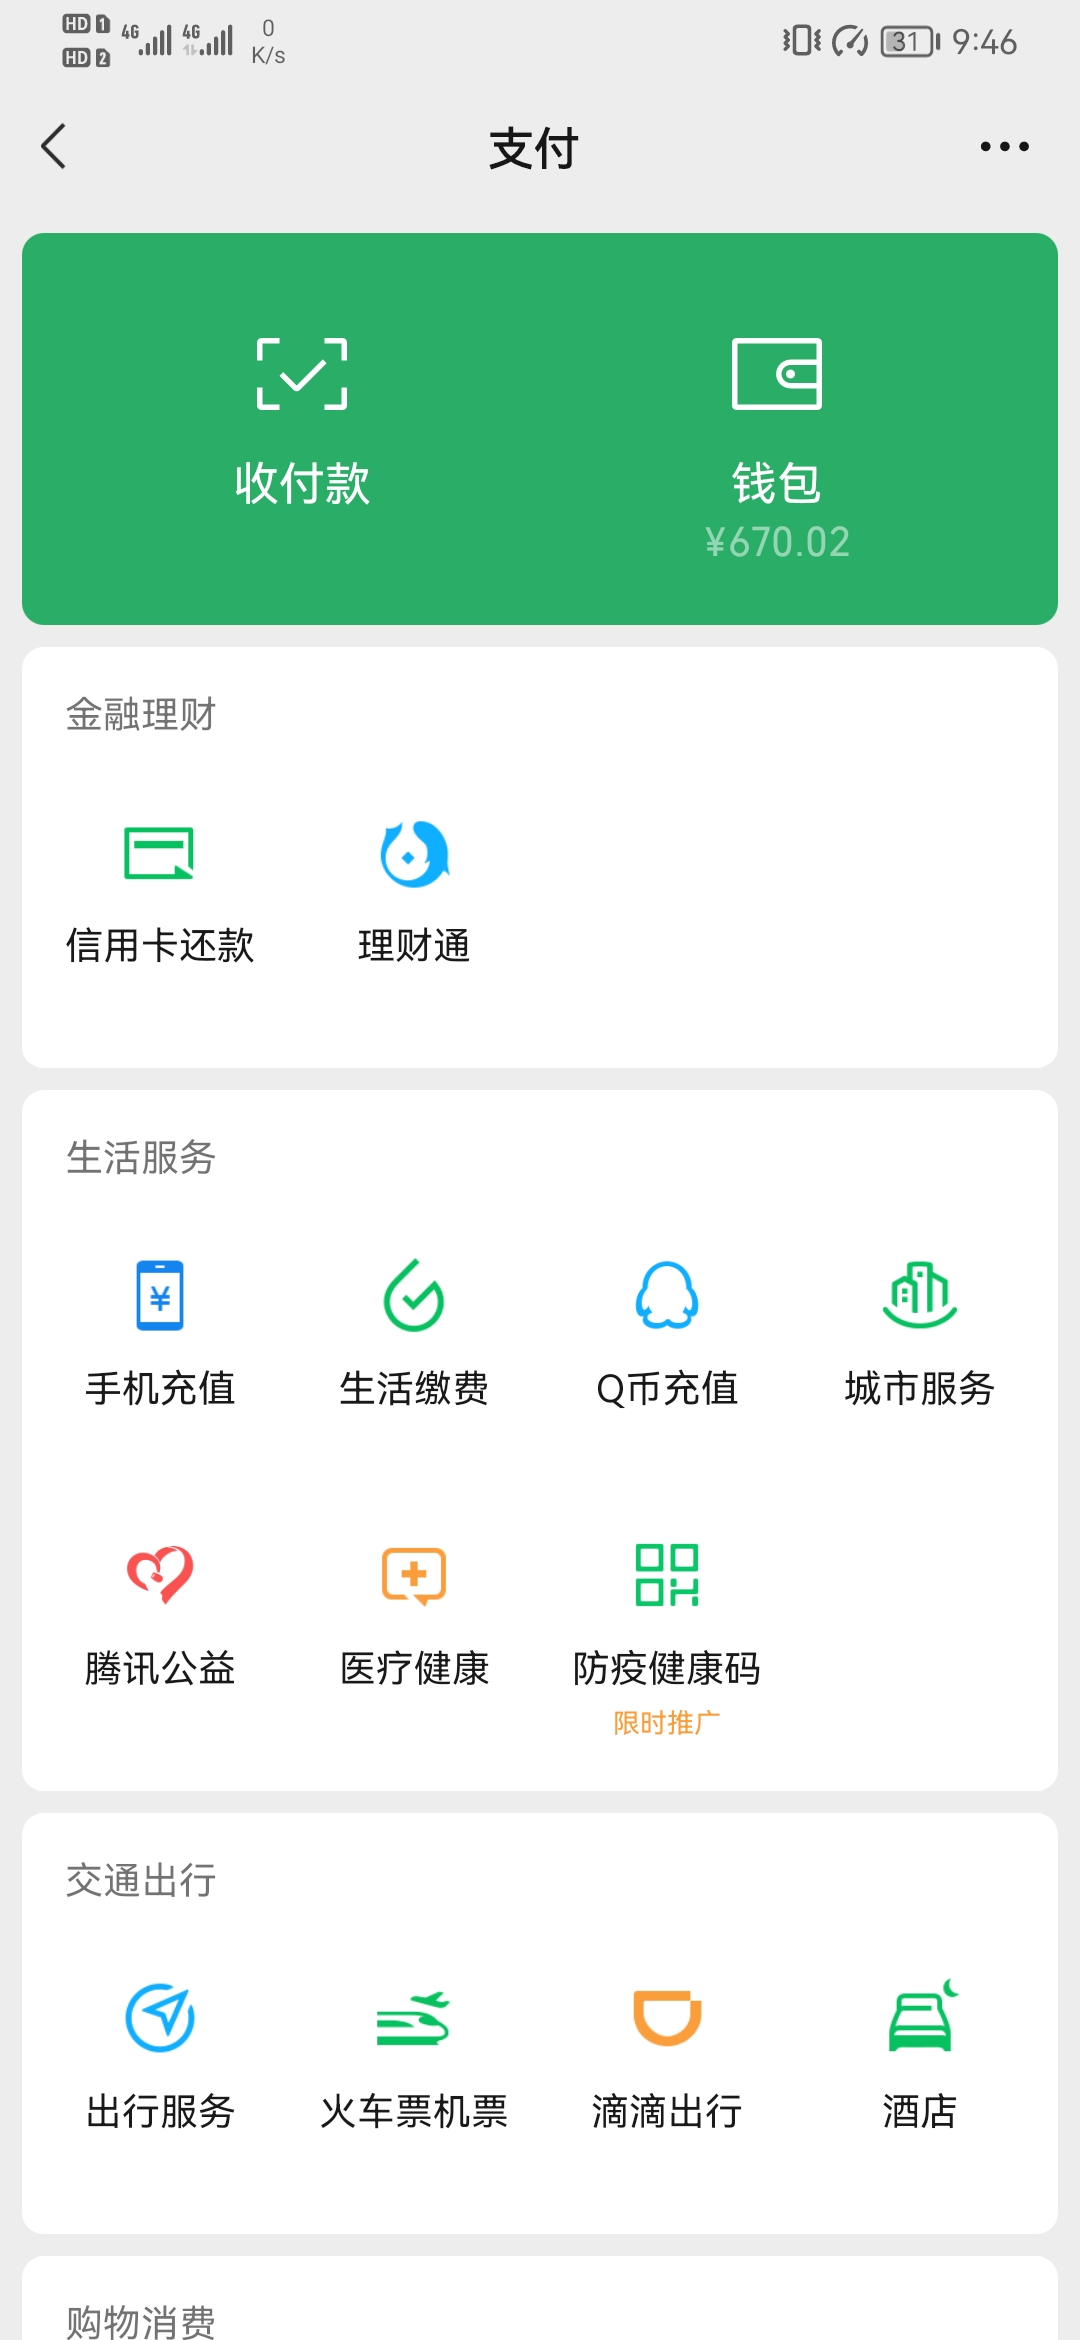 HD 1 4G 4G 0
HD 2 K/s
31 9:46
支付
收付款 钱包
¥670.02
金融理财
信用卡还款 理财通
生活服务
¥
手机充值 生活缴费 Q币充值 城市服务
腾讯公益 医疗健康 防疫健康码
限时推广
交通出行
出行服务 火车票机票 滴滴出行 酒店
购物消费